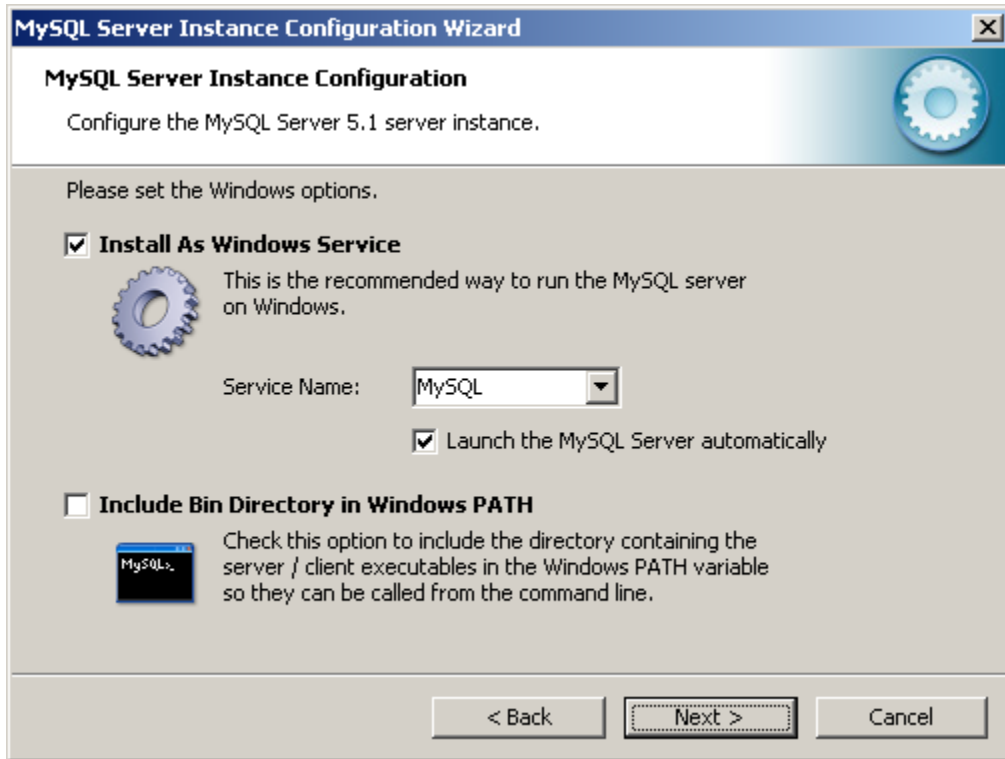 MySQL Server Instance Configuration Wizard
MySQL Server Instance Configuration
Configure the MySQL Server 5.1 server instance.
Please set the Windows options.
Install As Windows Service
This is the recommended way to run the MySQL server
on Windows.
Service Name: MySQL
Launch the MySQL Server automatically
Include Bin Directory in Windows PATH
MySQL>_
Check this option to include the directory containing the
server / client executables in the Windows PATH variable
so they can be called from the command line.
< Back Next > Cancel